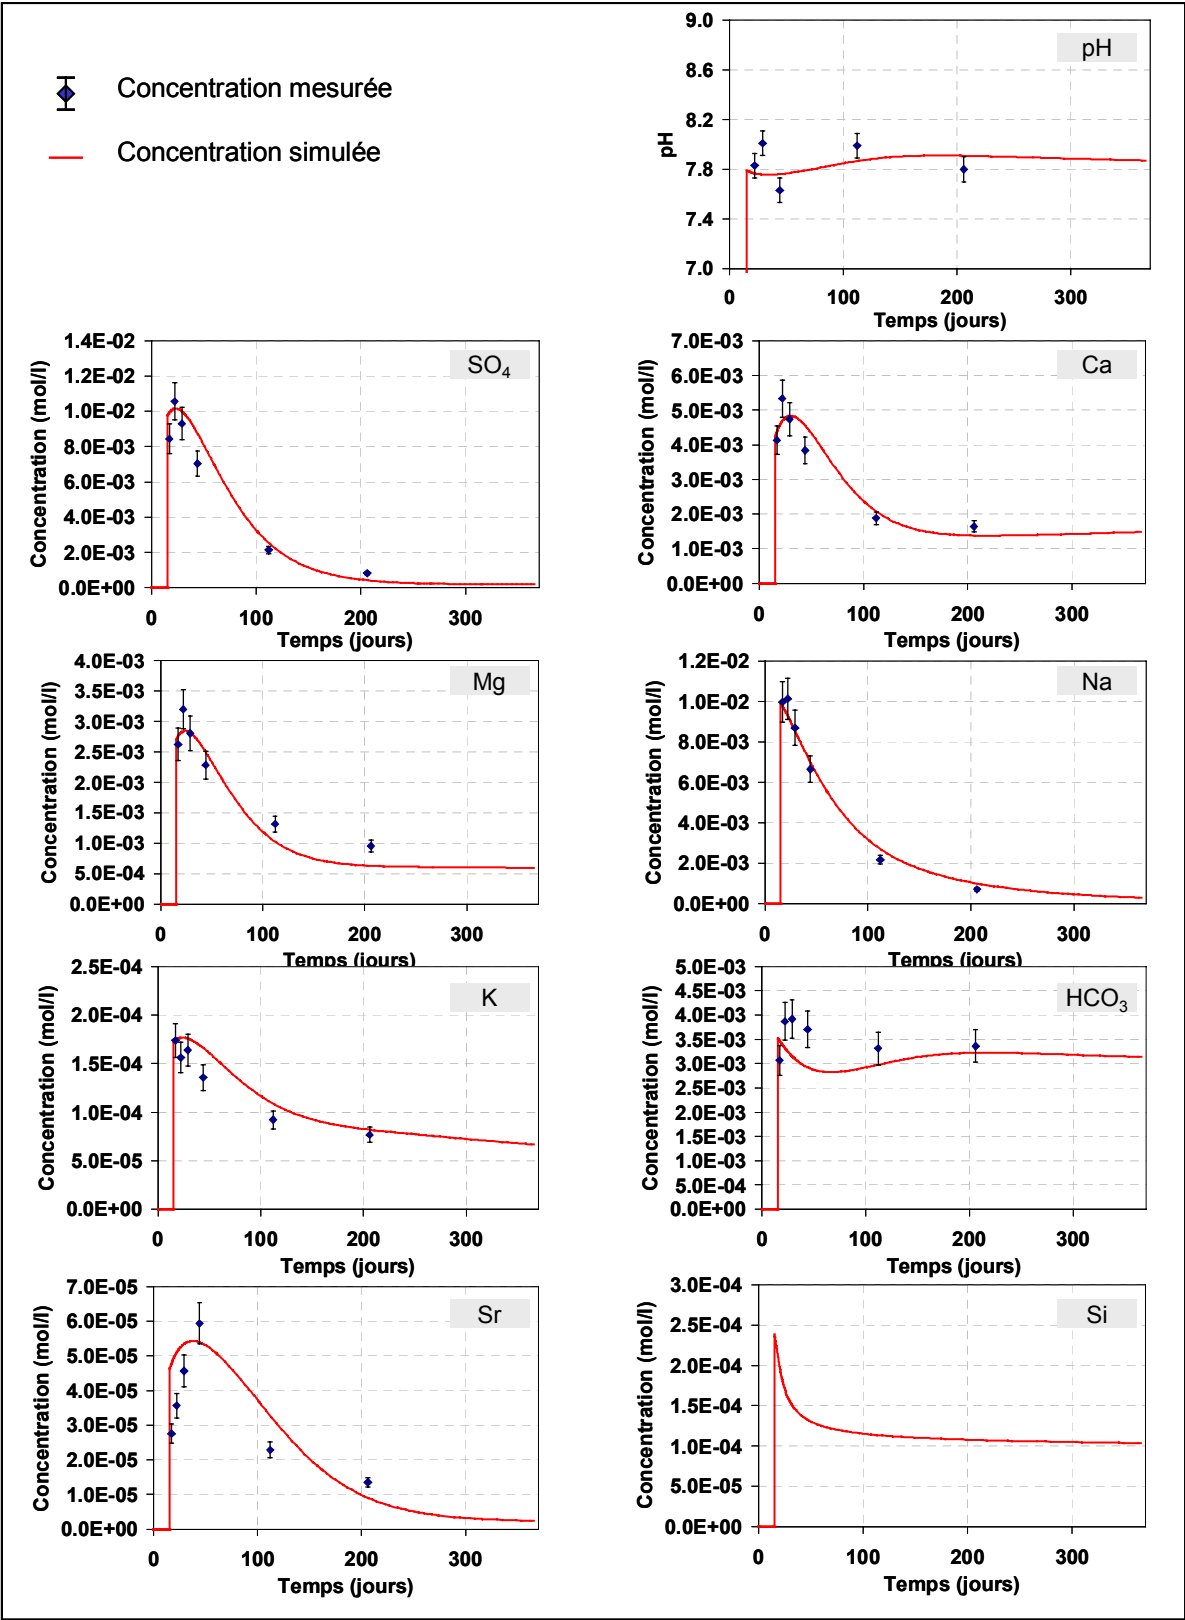 Concentration mesurée
Concentration simulée
pH
pH
9.0
8.6
8.2
7.8
7.4
7.0
0 100 200 300
Temps (jours)
SO4
Concentration (mol/l)
1.4E-02
1.2E-02
1.0E-02
8.0E-03
6.0E-03
4.0E-03
2.0E-03
0.0E+00
0 100 200 300
Temps (jours)
Ca
Concentration (mol/l)
7.0E-03
6.0E-03
5.0E-03
4.0E-03
3.0E-03
2.0E-03
1.0E-03
0.0E+00
0 100 200 300
Temps (jours)
Mg
Concentration (mol/l)
4.0E-03
3.5E-03
3.0E-03
2.5E-03
2.0E-03
1.5E-03
1.0E-03
5.0E-04
0.0E+00
0 100 200 300
Temps (jours)
Na
Concentration (mol/l)
1.2E-02
1.0E-02
8.0E-03
6.0E-03
4.0E-03
2.0E-03
0.0E+00
0 100 200 300
Temps (jours)
K
Concentration (mol/l)
2.5E-04
2.0E-04
1.5E-04
1.0E-04
5.0E-05
0.0E+00
0 100 200 300
Temps (jours)
HCO3
Concentration (mol/l)
5.0E-03
4.5E-03
4.0E-03
3.5E-03
3.0E-03
2.5E-03
2.0E-03
1.5E-03
1.0E-03
5.0E-04
0.0E+00
0 100 200 300
Temps (jours)
Sr
Concentration (mol/l)
7.0E-05
6.0E-05
5.0E-05
4.0E-05
3.0E-05
2.0E-05
1.0E-05
0.0E+00
0 100 200 300
Temps (jours)
Si
Concentration (mol/l)
3.0E-04
2.5E-04
2.0E-04
1.5E-04
1.0E-04
5.0E-05
0.0E+00
0 100 200 300
Temps (jours)